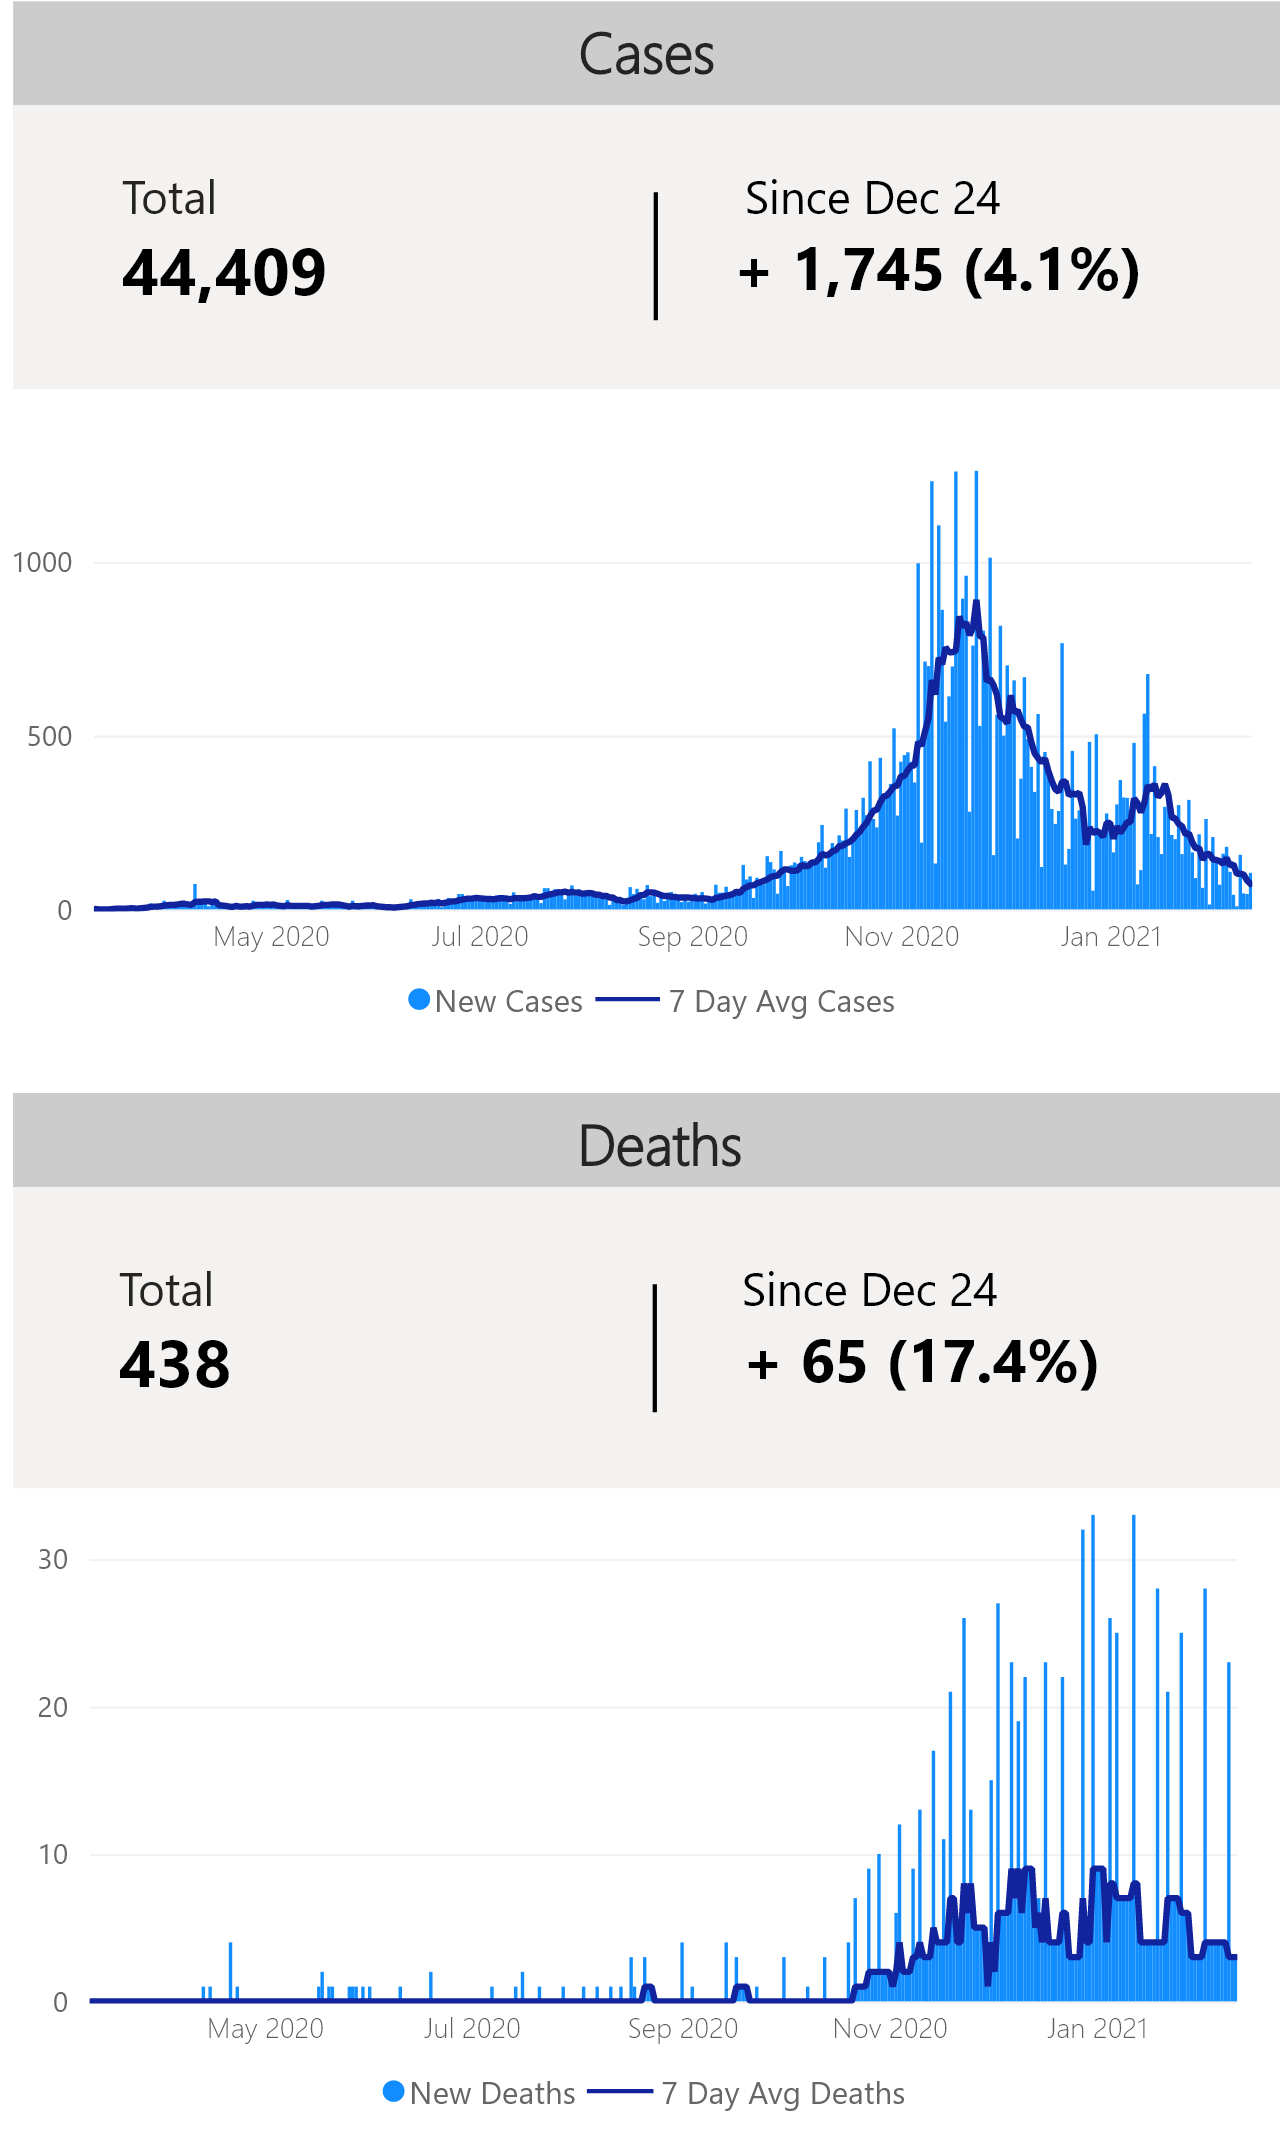 Cases
Total
Since Dec 24
44,409
+ 1,745 (4.1%)
1000
500
0
May 2020 Jul 2020 Sep 2020 Nov 2020 Jan 2021
New Cases 7 Day Avg Cases
Deaths
Total
Since Dec 24
438
+ 65 (17.4%)
30
20
10
0
May 2020 Jul 2020 Sep 2020 Nov 2020 Jan 2021
New Deaths 7 Day Avg Deaths